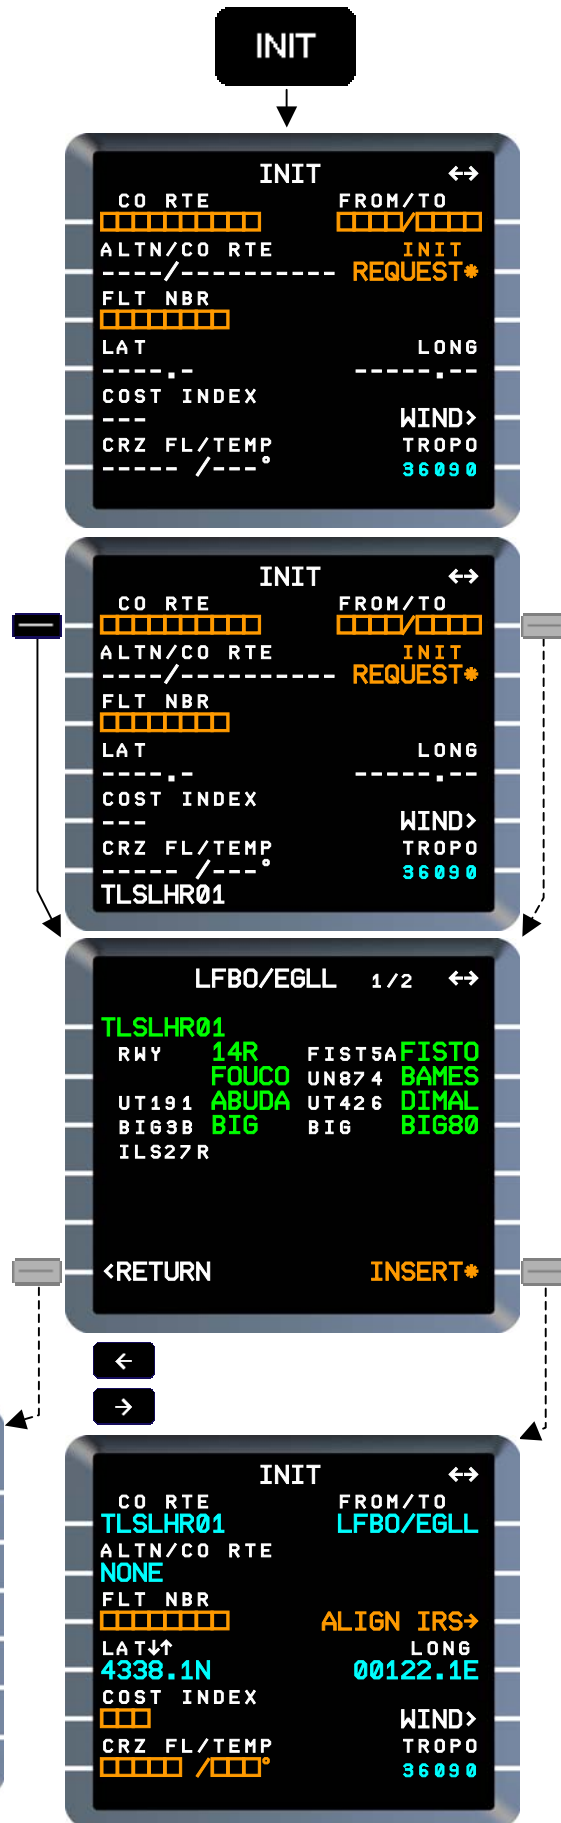 INIT
INIT ←→
CO RTE FROM/TO
□□□□□□□□□□ □□□□/□□□□
ALTN/CO RTE INIT
----/---------- REQUEST*
FLT NBR
□□□□□□□□
LAT LONG
----.- -----.--
COST INDEX
--- WIND>
CRZ FL/TEMP TROPO
----- /---° 36090
INIT ←→
CO RTE FROM/TO
□□□□□□□□□□ □□□□/□□□□
ALTN/CO RTE INIT
----/---------- REQUEST*
FLT NBR
□□□□□□□□
LAT LONG
----.- -----.--
COST INDEX
--- WIND>
CRZ FL/TEMP TROPO
----- /---° 36090
TLSLHR01
LFBO/EGLL 1/2 ←→
TLSLHR01
RWY 14R FIST5A FISTO
FOUCO UN874 BAMES
UT191 ABUDA UT426 DIMAL
BIG3B BIG BIG BIG80
ILS27R
<RETURN INSERT*
←
→
INIT ←→
CO RTE FROM/TO
TLSLHR01 LFBO/EGLL
ALTN/CO RTE
NONE
FLT NBR
□□□□□□□□ ALIGN IRS→
LAT↓↑ LONG
4338.1N 00122.1E
COST INDEX
□□□ WIND>
CRZ FL/TEMP TROPO
□□□□□ /□□□° 36090